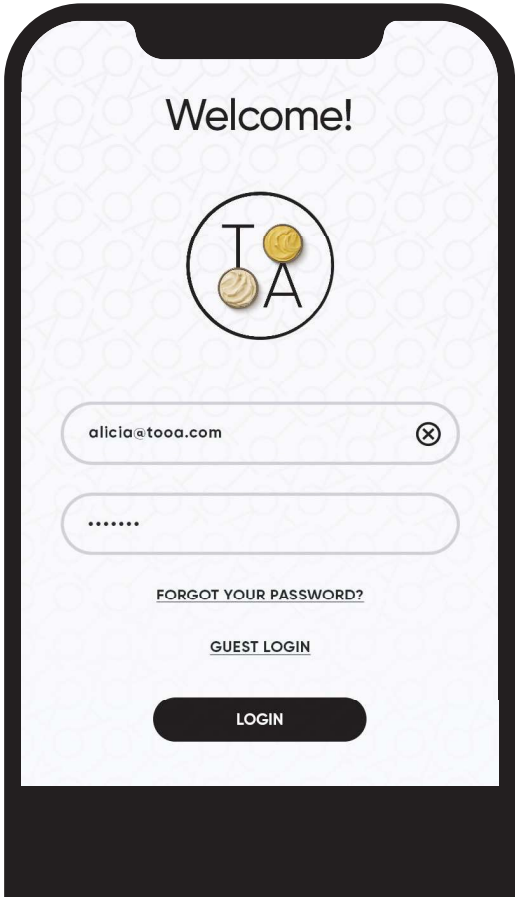 Welcome!
T
A
alicia@tooa.com
•••••••
FORGOT YOUR PASSWORD?
GUEST LOGIN
LOGIN